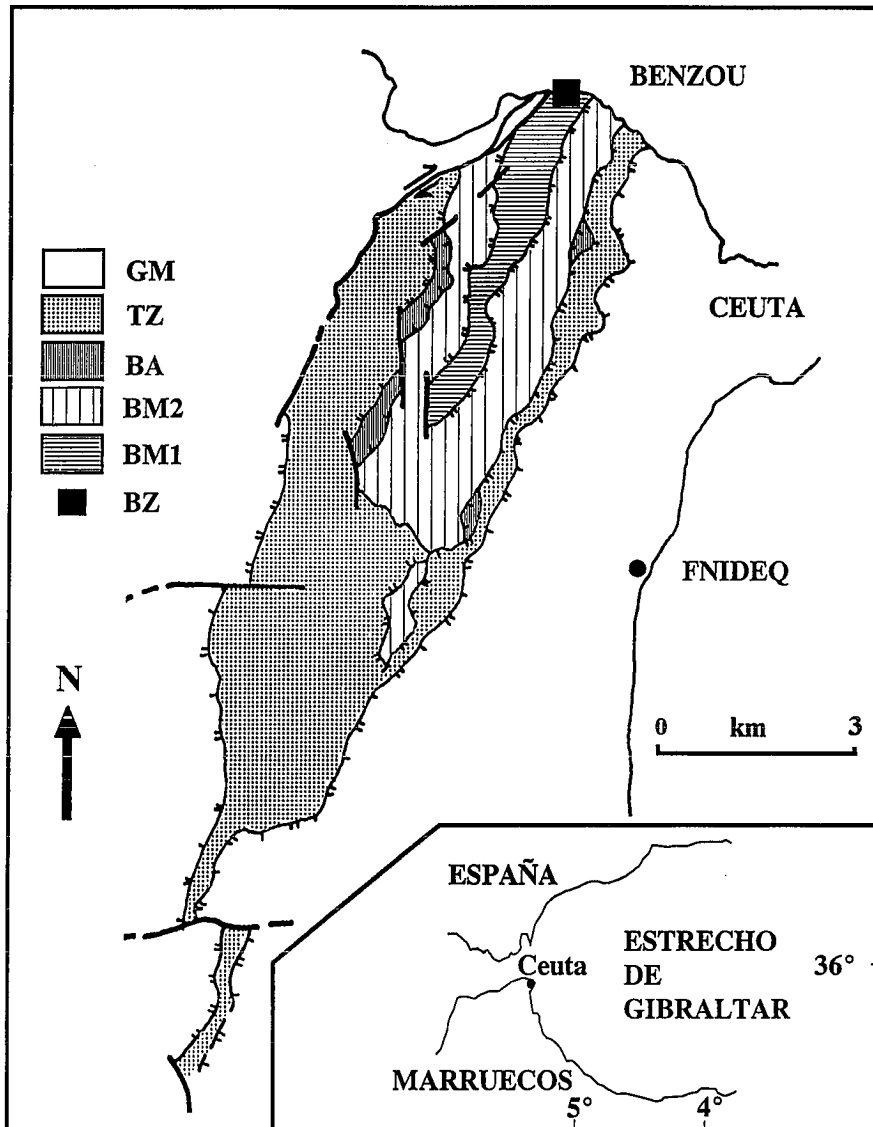 BENZOU
GM
TZ
BA
BM2
BM1
BZ
CEUTA
FNIDEQ
N
0 km 3
ESPAÑA
Ceuta
ESTRECHO
DE
GIBRALTAR
36°
MARRUECOS
5° 4°